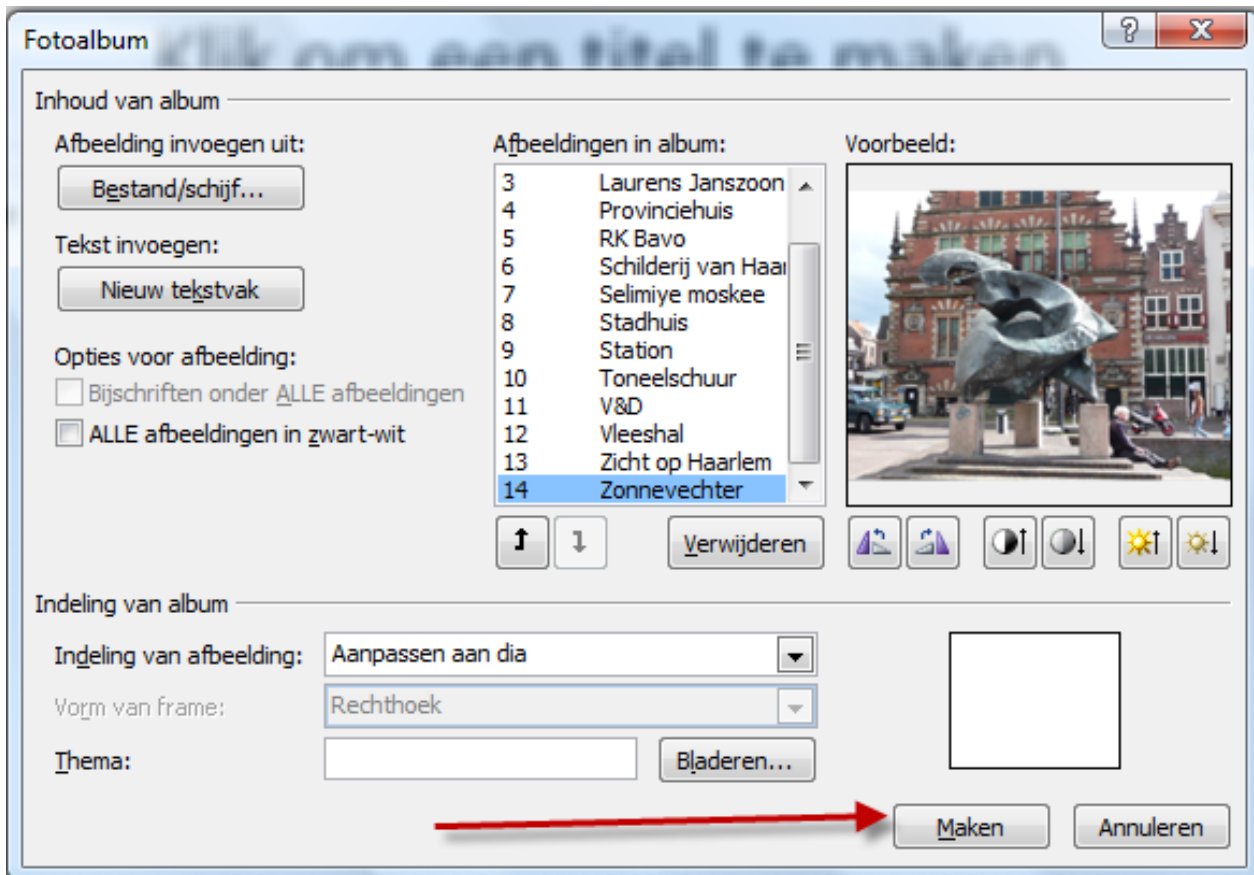 Fotoalbum
Klik om een titel te maken
Inhoud van album
Afbeelding invoegen uit:
Bestand/schijf...
Tekst invoegen:
Nieuw tekstvak
Opties voor afbeelding:
Bijschriften onder ALLE afbeeldingen
ALLE afbeeldingen in zwart-wit
Afbeeldingen in album:
3 Laurens Janszoon
4 Provinciehuis
5 RK Bavo
6 Schilderij van Haar
7 Selimiye moskee
8 Stadhuis
9 Station
10 Toneelschuur
11 V&D
12 Vleeshal
13 Zicht op Haarlem
14 Zonnevechter
Verwijderen
Voorbeeld:
Indeling van album
Indeling van afbeelding: Aanpassen aan dia
Vorm van frame: Rechthoek
Thema:
Bladeren...
Maken
Annuleren